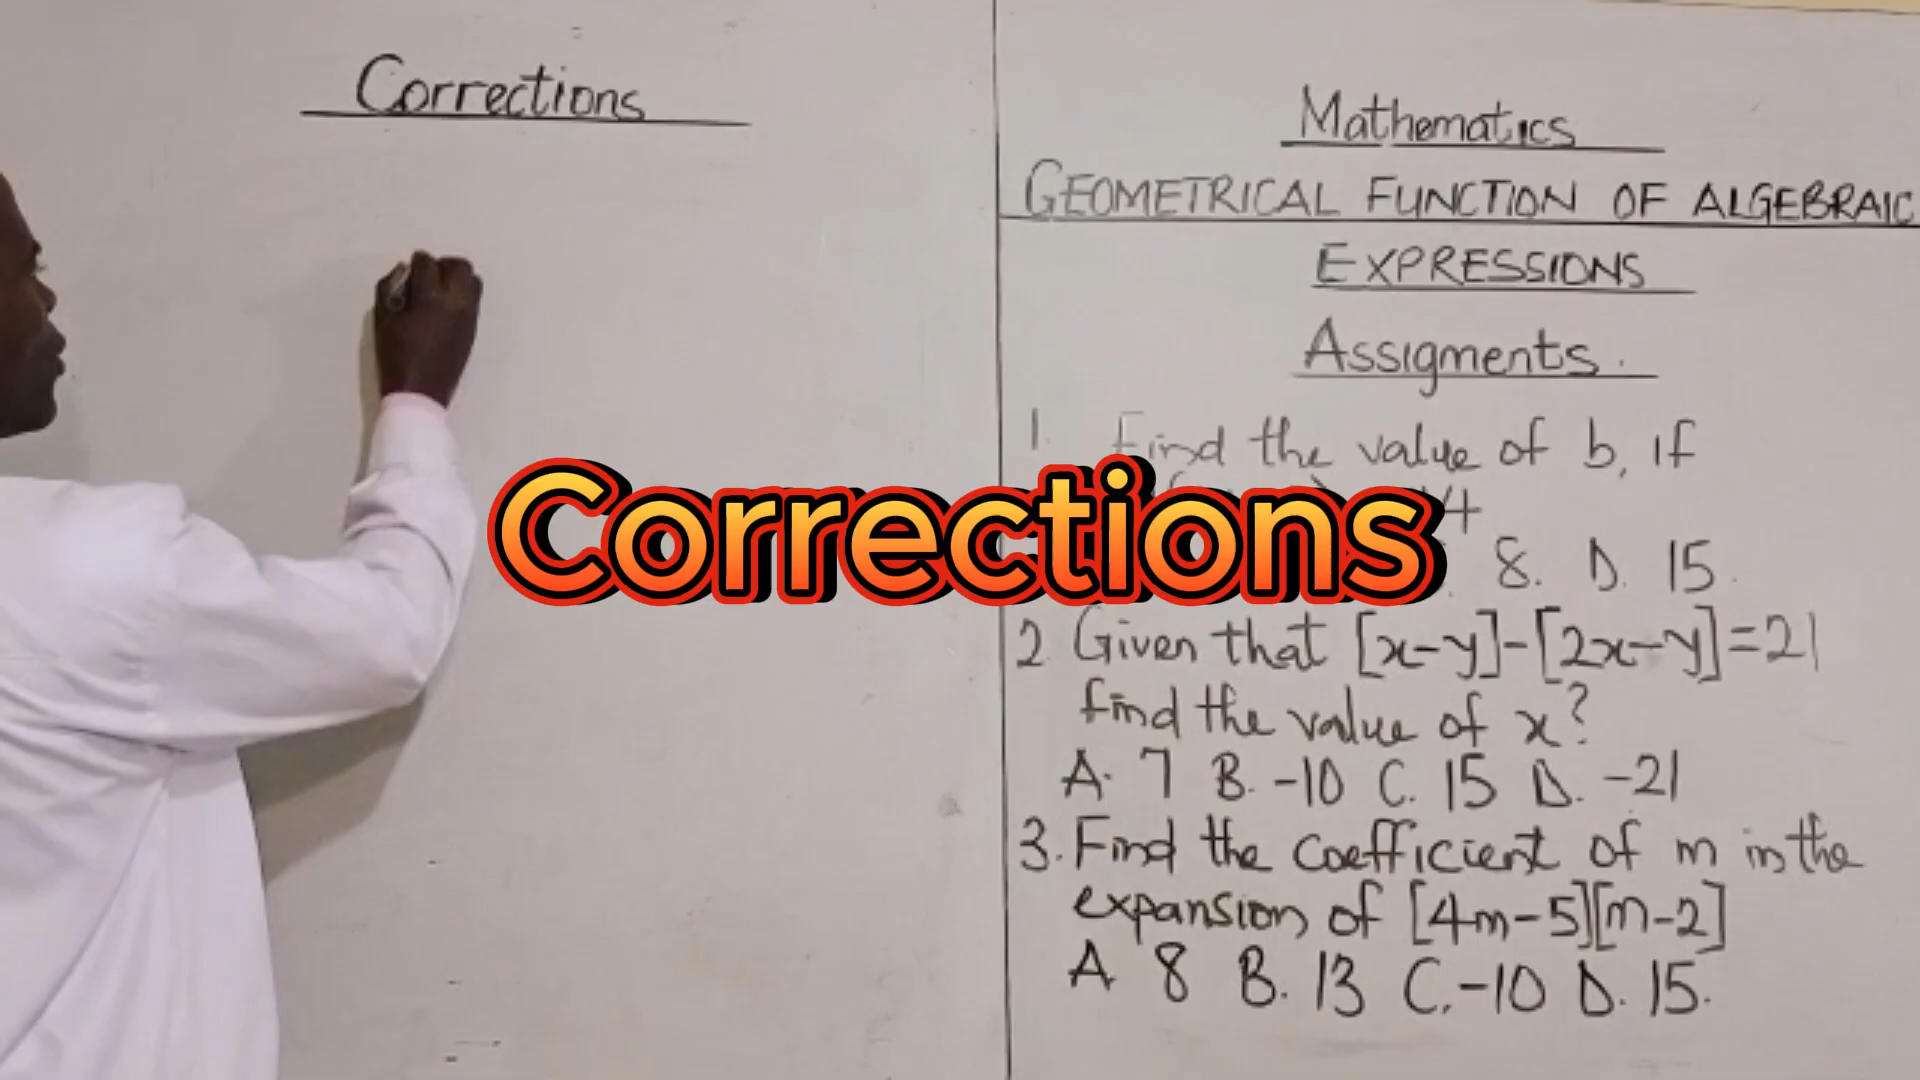 Corrections
Mathematics
GEOMETRICAL FUNCTION OF ALGEBRAIC
EXPRESSIONS
Assigments.
1. Find the value of b, if
Corrections
8. D. 15.
2 Given that [x-y]-[2x-y]=21
find the value of x?
A. 7 B. -10 C. 15 D. -21
3. Find the coefficient of m in the
expansion of [4m-5][m-2]
A 8 B. 13 C. -10 D. 15.